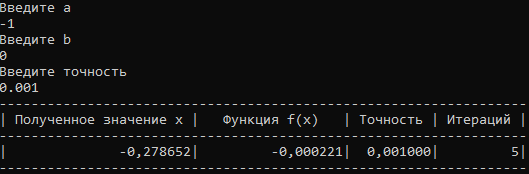 Введите a
-1
Введите b
0
Введите точность
0.001
------------------------------------------------------------------
| Полученное значение x |   Функция f(x)   | Точность | Итераций |
------------------------------------------------------------------
|              -0,278652|         -0,000221|  0,001000|         5|
------------------------------------------------------------------